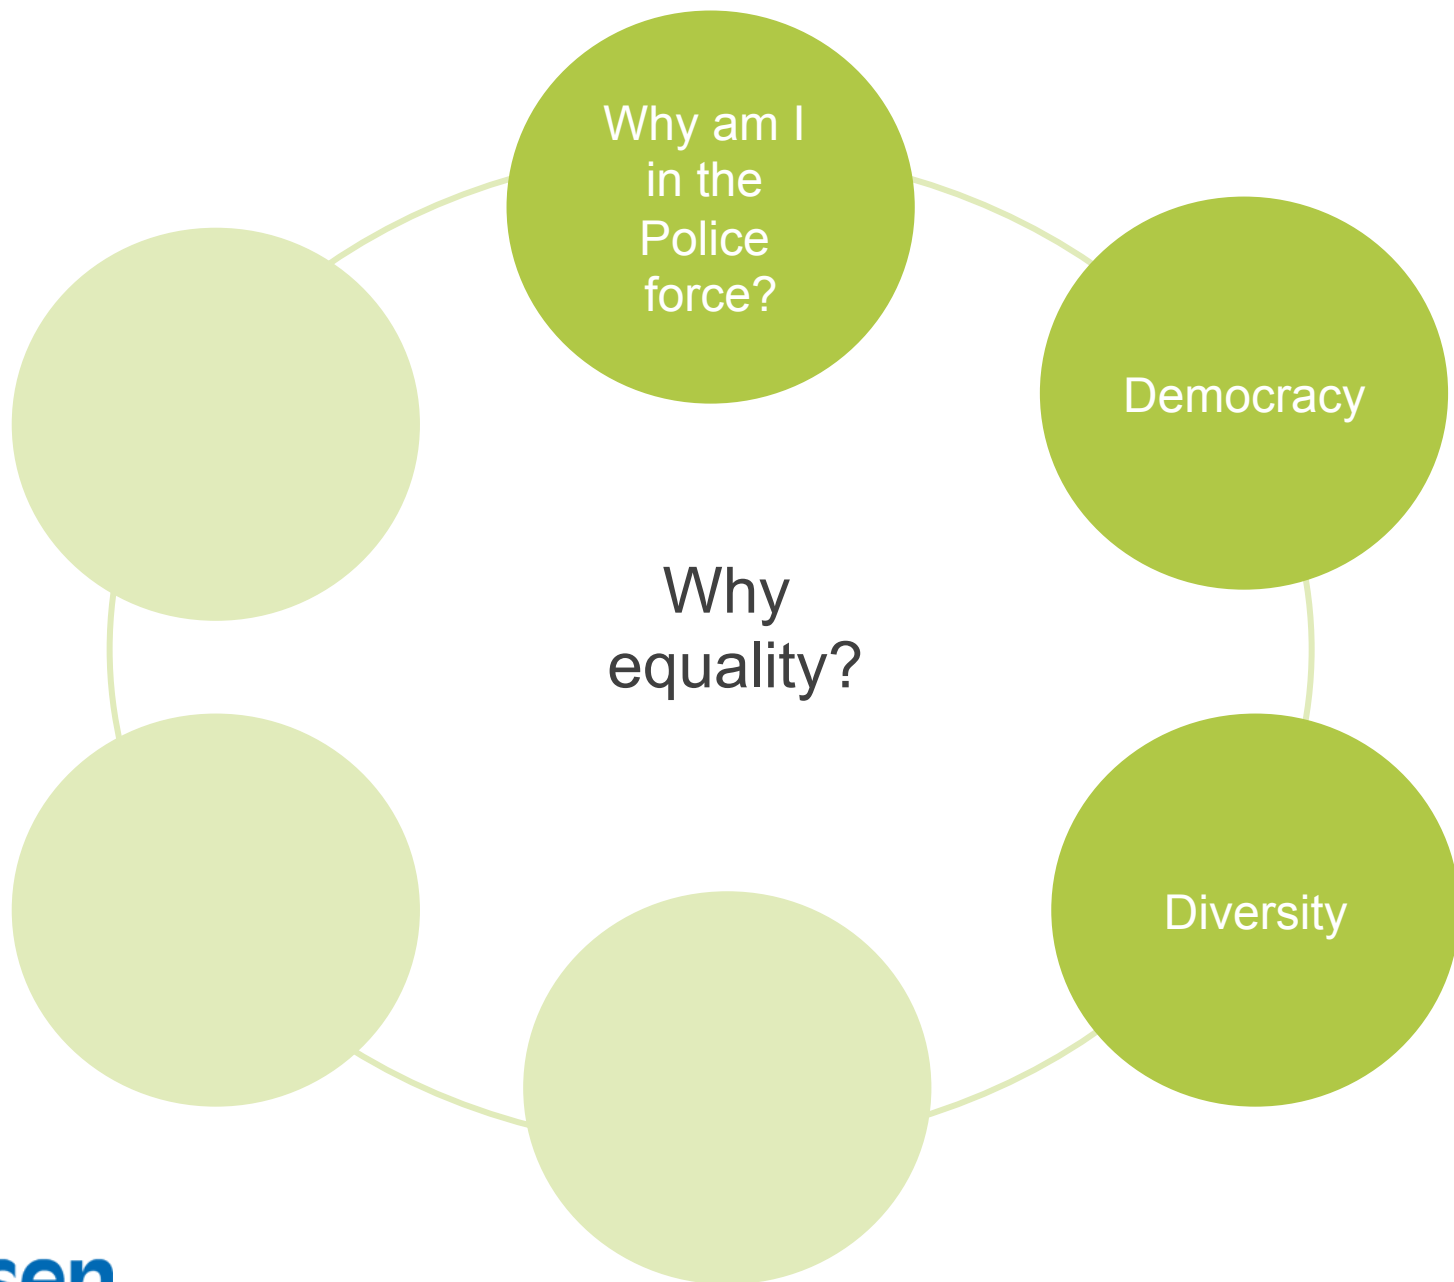 Why am I
in the
Police
force?
Democracy
Why
equality?
Diversity